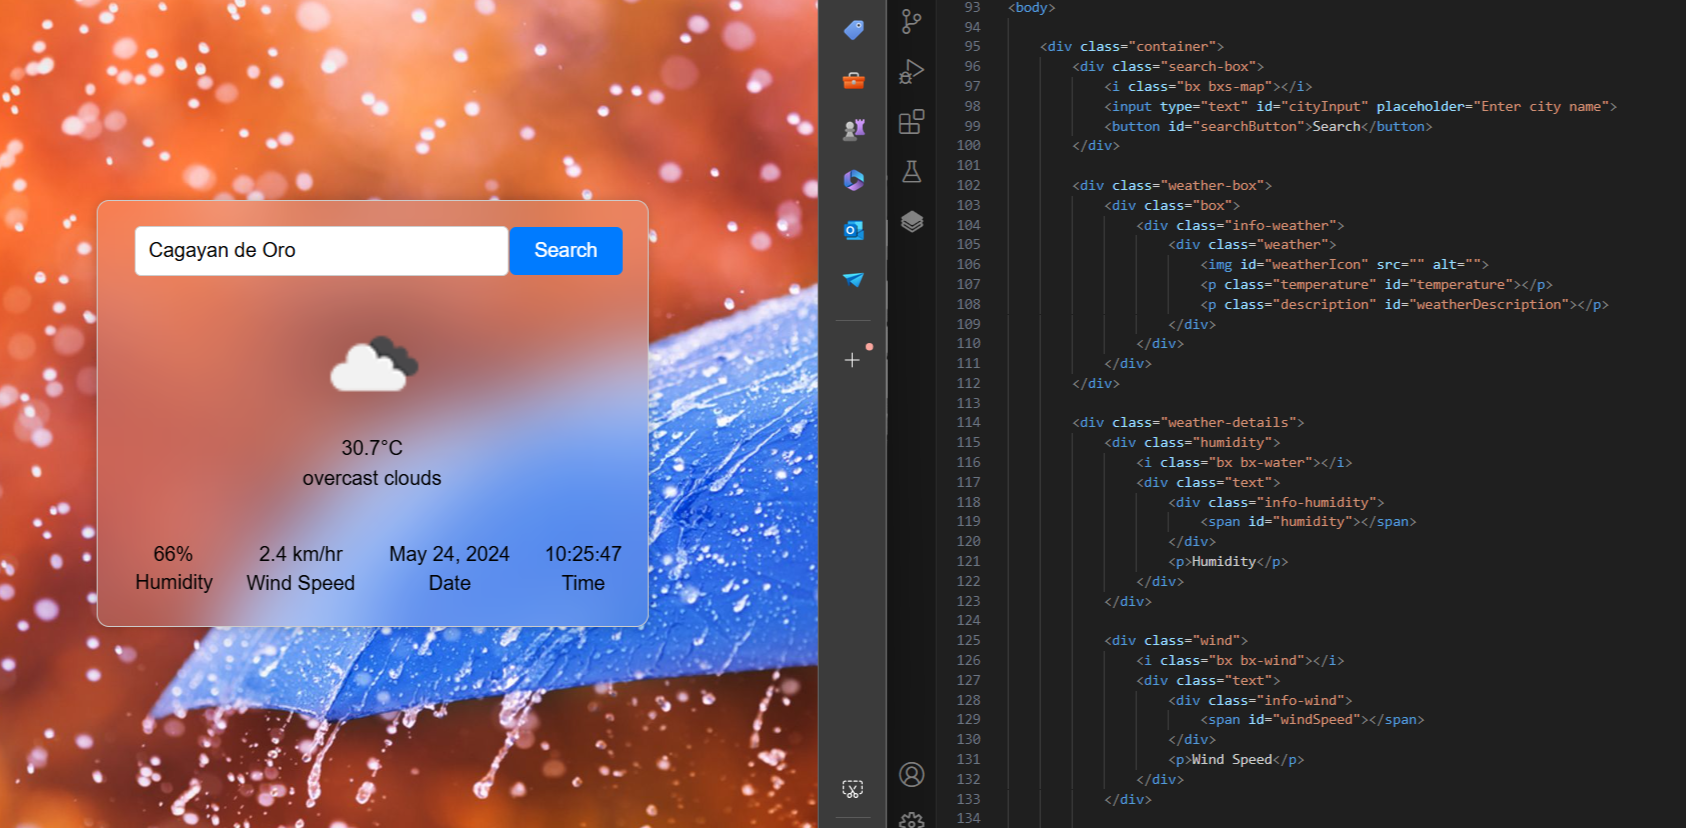 Cagayan de Oro
Search
30.7°C
overcast clouds
66%
Humidity
2.4 km/hr
Wind Speed
May 24, 2024
Date
10:25:47
Time
93 <body>
94
95 <div class="container">
96 <div class="search-box">
97 <i class="bx bxs-map"></i>
98 <input type="text" id="cityInput" placeholder="Enter city name">
99 <button id="searchButton">Search</button>
100 </div>
101
102 <div class="weather-box">
103 <div class="box">
104 <div class="info-weather">
105 <div class="weather">
106 <img id="weatherIcon" src="" alt="">
107 <p class="temperature" id="temperature"></p>
108 <p class="description" id="weatherDescription"></p>
109 </div>
110 </div>
111 </div>
112 </div>
113
114 <div class="weather-details">
115 <div class="humidity">
116 <i class="bx bx-water"></i>
117 <div class="text">
118 <div class="info-humidity">
119 <span id="humidity"></span>
120 </div>
121 <p>Humidity</p>
122 </div>
123 </div>
124
125 <div class="wind">
126 <i class="bx bx-wind"></i>
127 <div class="text">
128 <div class="info-wind">
129 <span id="windSpeed"></span>
130 </div>
131 <p>Wind Speed</p>
132 </div>
133 </div>
134